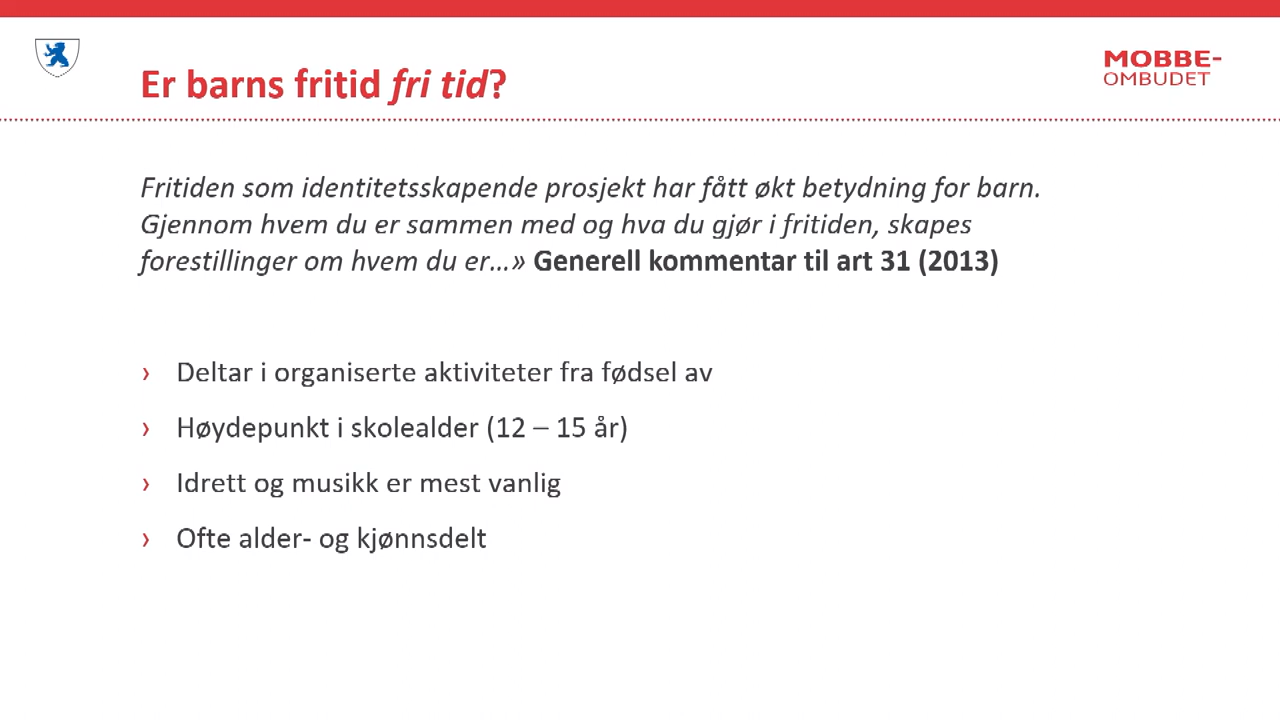 Er barns fritid fri tid?
MOBBE-
OMBUDET
Fritiden som identitetsskapende prosjekt har fått økt betydning for barn.
Gjennom hvem du er sammen med og hva du gjør i fritiden, skapes
forestillinger om hvem du er...» Generell kommentar til art 31 (2013)
› Deltar i organiserte aktiviteter fra fødsel av
› Høydepunkt i skolealder (12 – 15 år)
› Idrett og musikk er mest vanlig
› Ofte alder- og kjønnsdelt